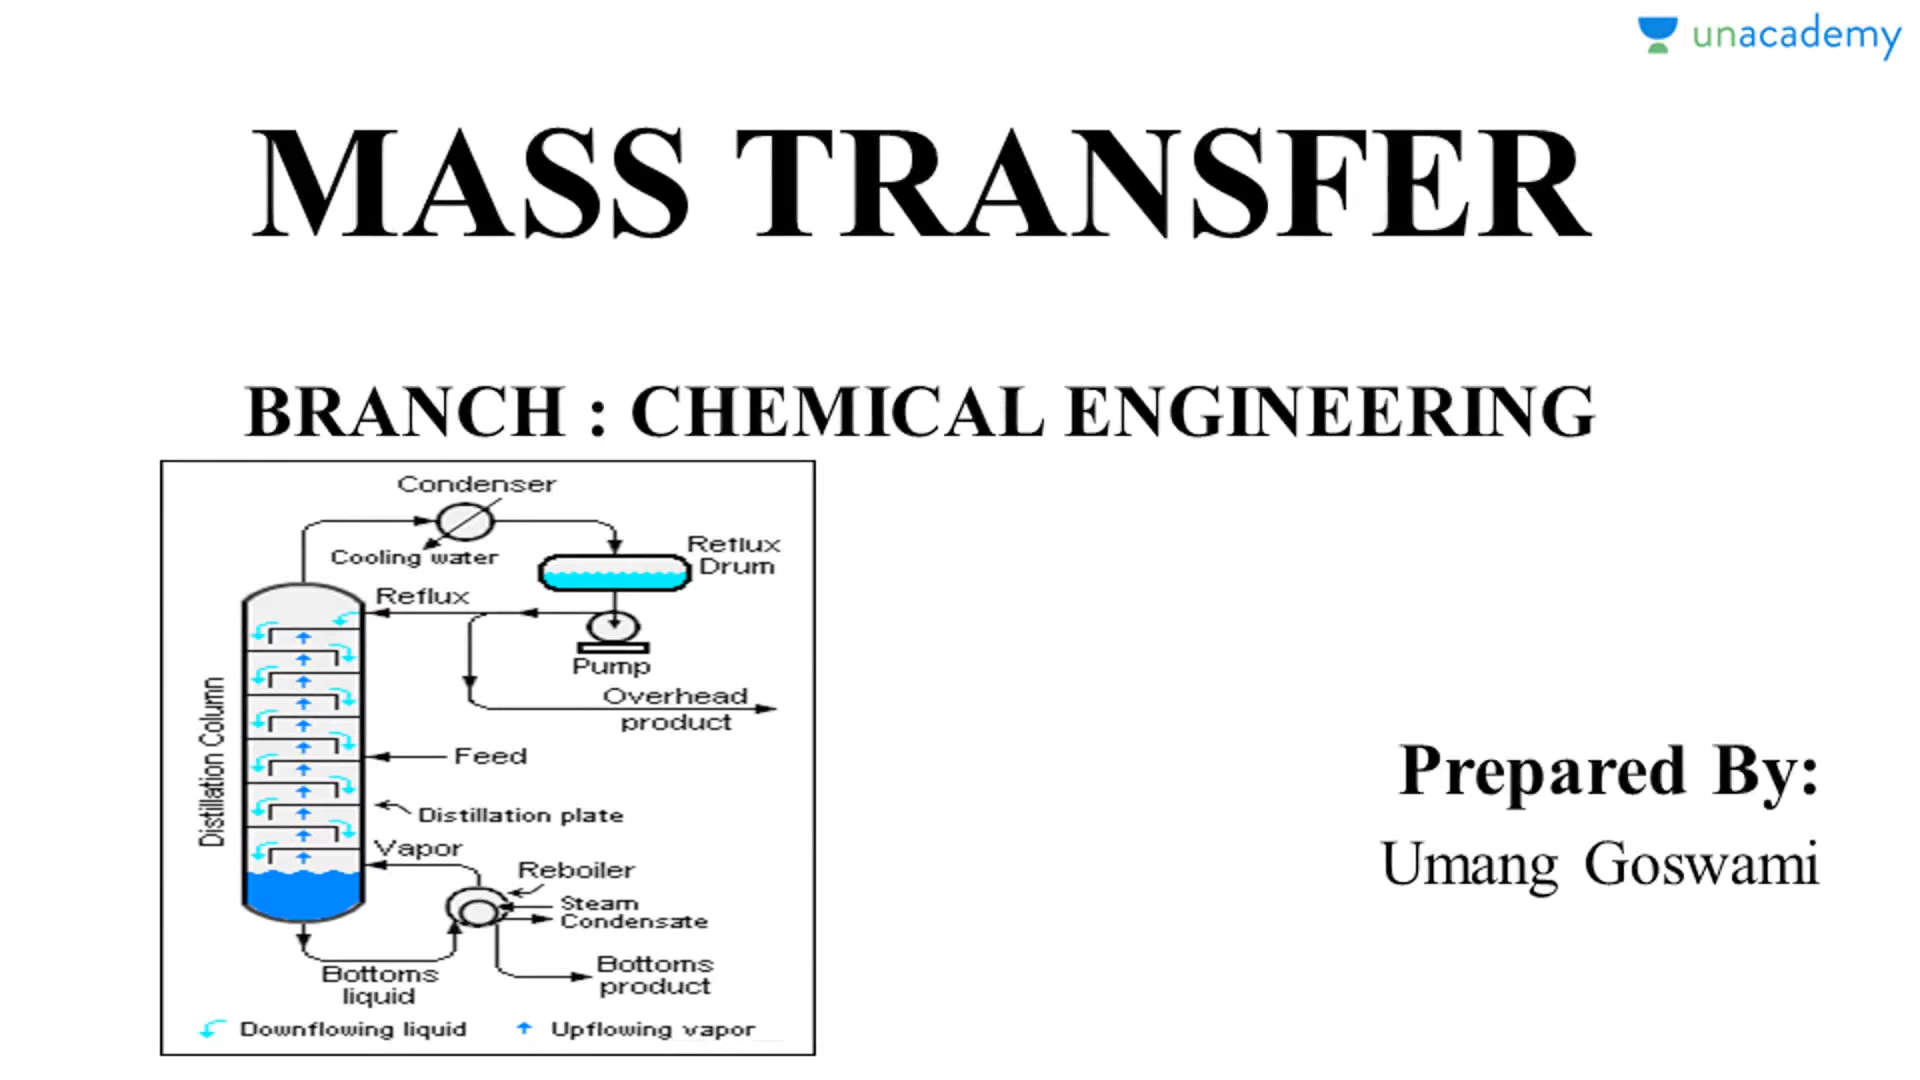 unacademy
MASS TRANSFER
BRANCH : CHEMICAL ENGINEERING
Condenser
Cooling water
Reflux
Drum
Reflux
Pump
Overhead
product
Distillation Column
Feed
Distillation plate
Vapor
Reboiler
Steam
Condensate
Bottoms
liquid
Bottoms
product
Downflowing liquid
Upflowing vapor
Prepared By:
Umang Goswami